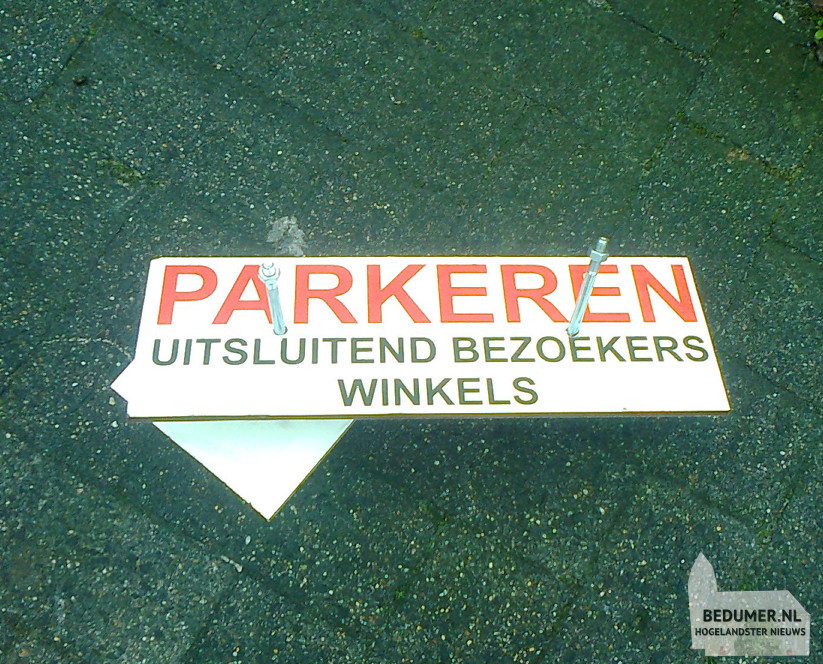 PARKEREN
UITSLUITEND BEZOEKERS
WINKELS
BEDUMER.NL
HOGELANDSTER NIEUWS